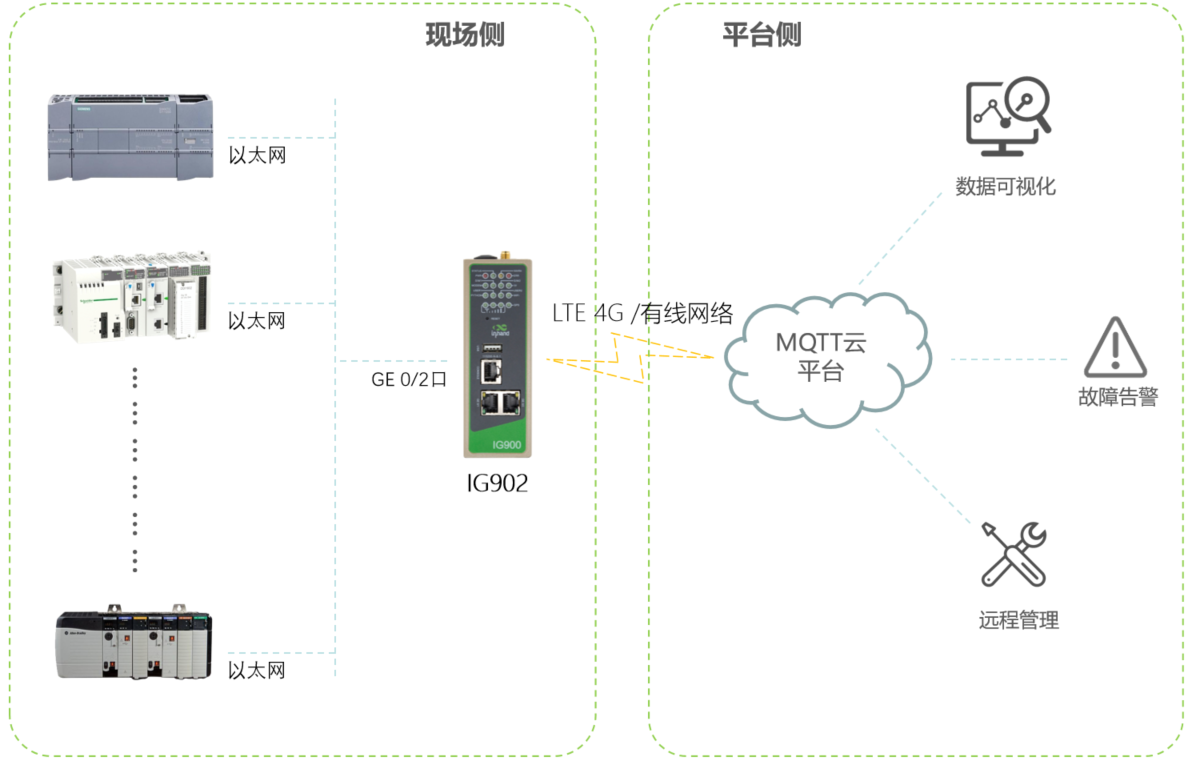 现场侧
平台侧
SIEMENS
以太网
数据可视化
以太网
LTE 4G /有线网络
MQTT云
平台
GE 0/2口
故障告警
IG900
IG902
远程管理
以太网